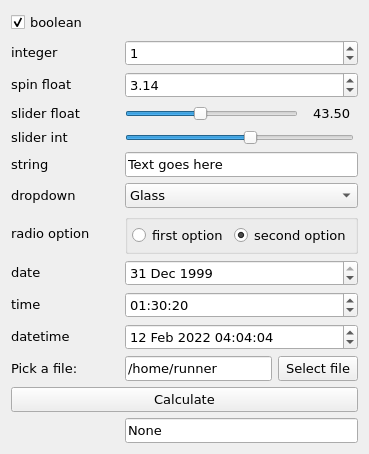 boolean
integer 1
spin float 3.14
slider float 43.50
slider int
string Text goes here
dropdown Glass
radio option first option second option
date 31 Dec 1999
time 01:30:20
datetime 12 Feb 2022 04:04:04
Pick a file: /home/runner Select file
Calculate
None